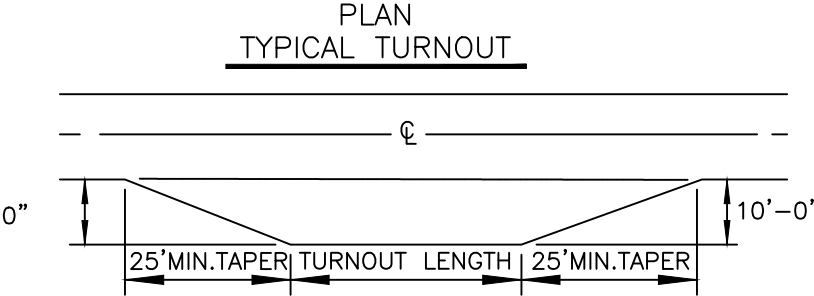 PLAN
TYPICAL TURNOUT
℄
0" 10'-0'
25'MIN.TAPER TURNOUT LENGTH 25'MIN.TAPER